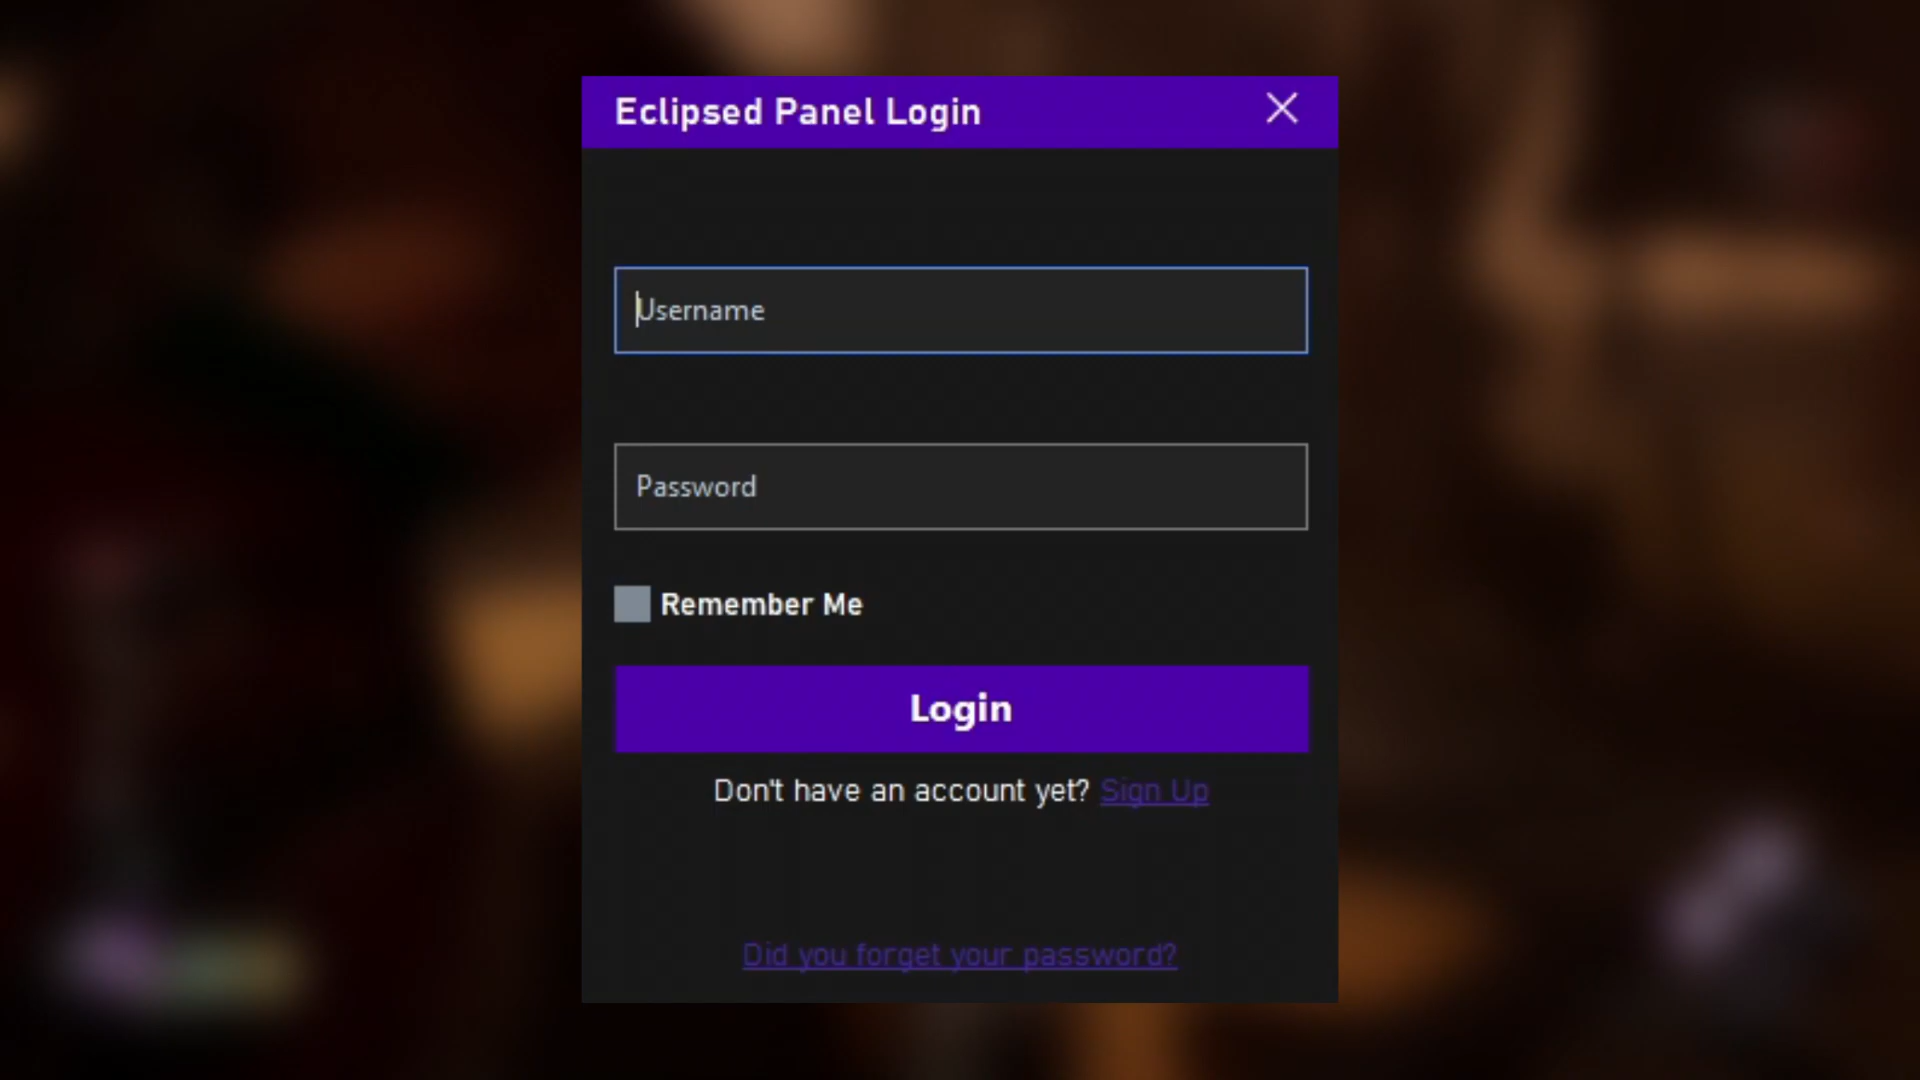 Eclipsed Panel Login
Username
Password
Remember Me
Login
Don't have an account yet? Sign Up
Did you forget your password?